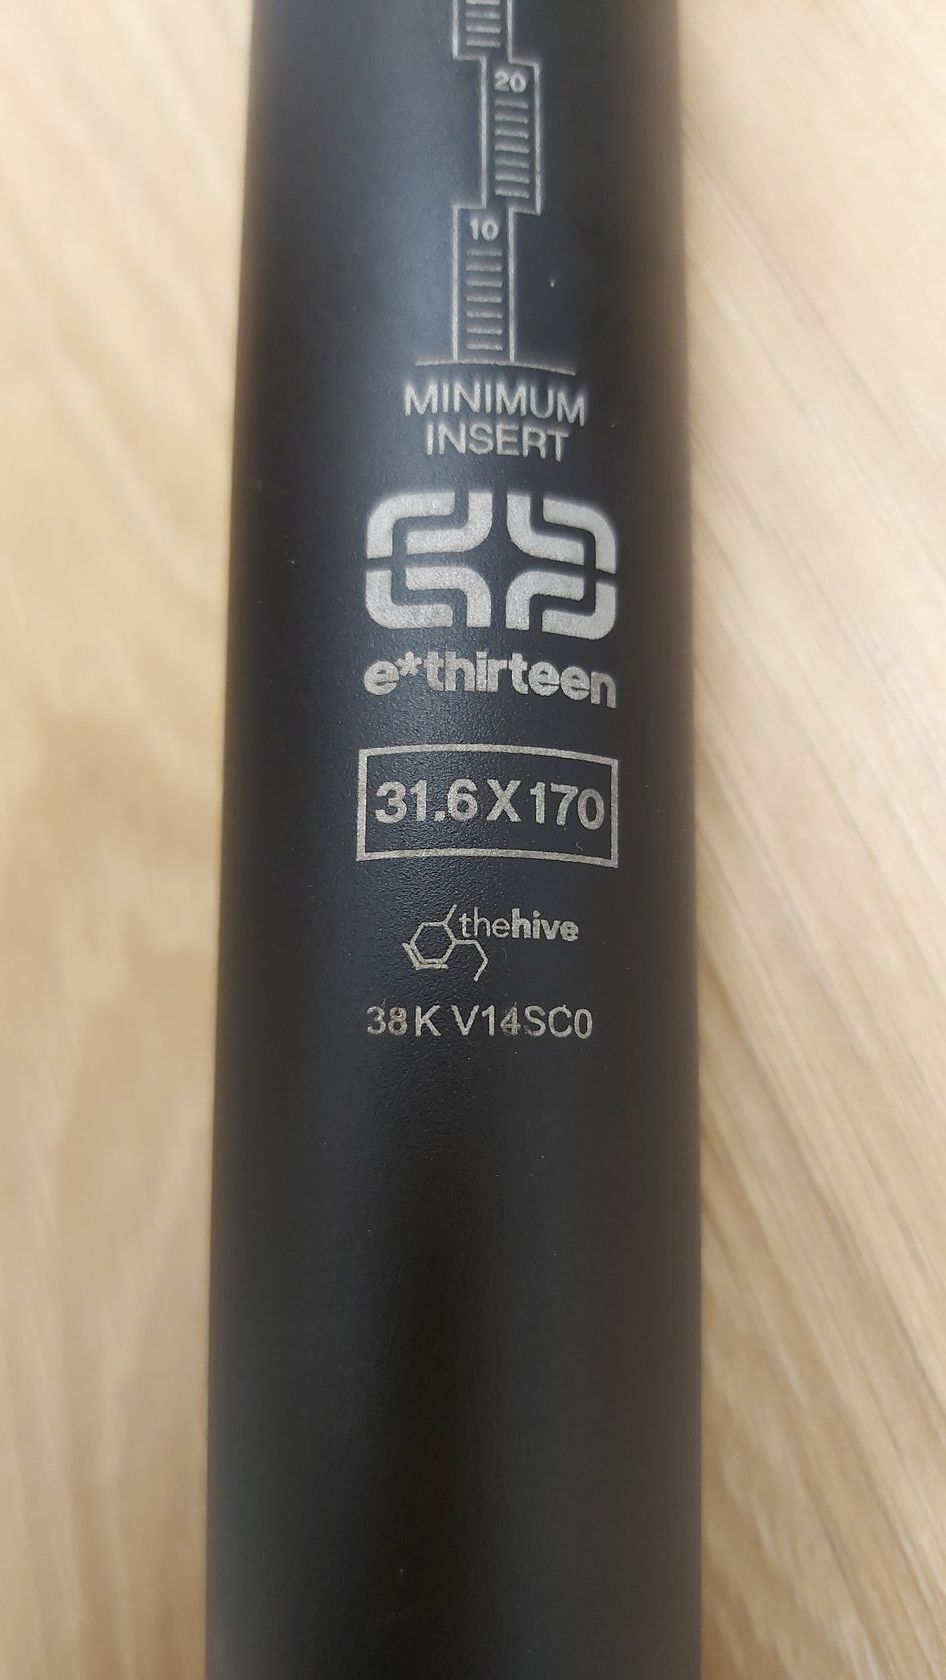 20
10
MINIMUM
INSERT
e*thirteen
31.6 X 170
thehive
38K V14SC0